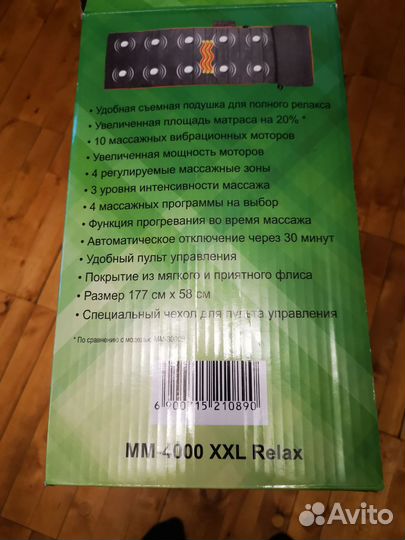 • Удобная съемная подушка для полного релакса
• Увеличенная площадь матраса на 20% *
• 10 массажных вибрационных моторов
• Увеличенная мощность моторов
• 4 регулируемые массажные зоны
• 3 уровня интенсивности массажа
• 4 массажных программы на выбор
• Функция прогревания во время массажа
• Автоматическое отключение через 30 минут
• Удобный пульт управления
• Покрытие из мягкого и приятного флиса
• Размер 177 см х 58 см
• Специальный чехол для пульта управления
* По сравнению с моделью
6 900715 210890
MM-4000 XXL Relax
Avito